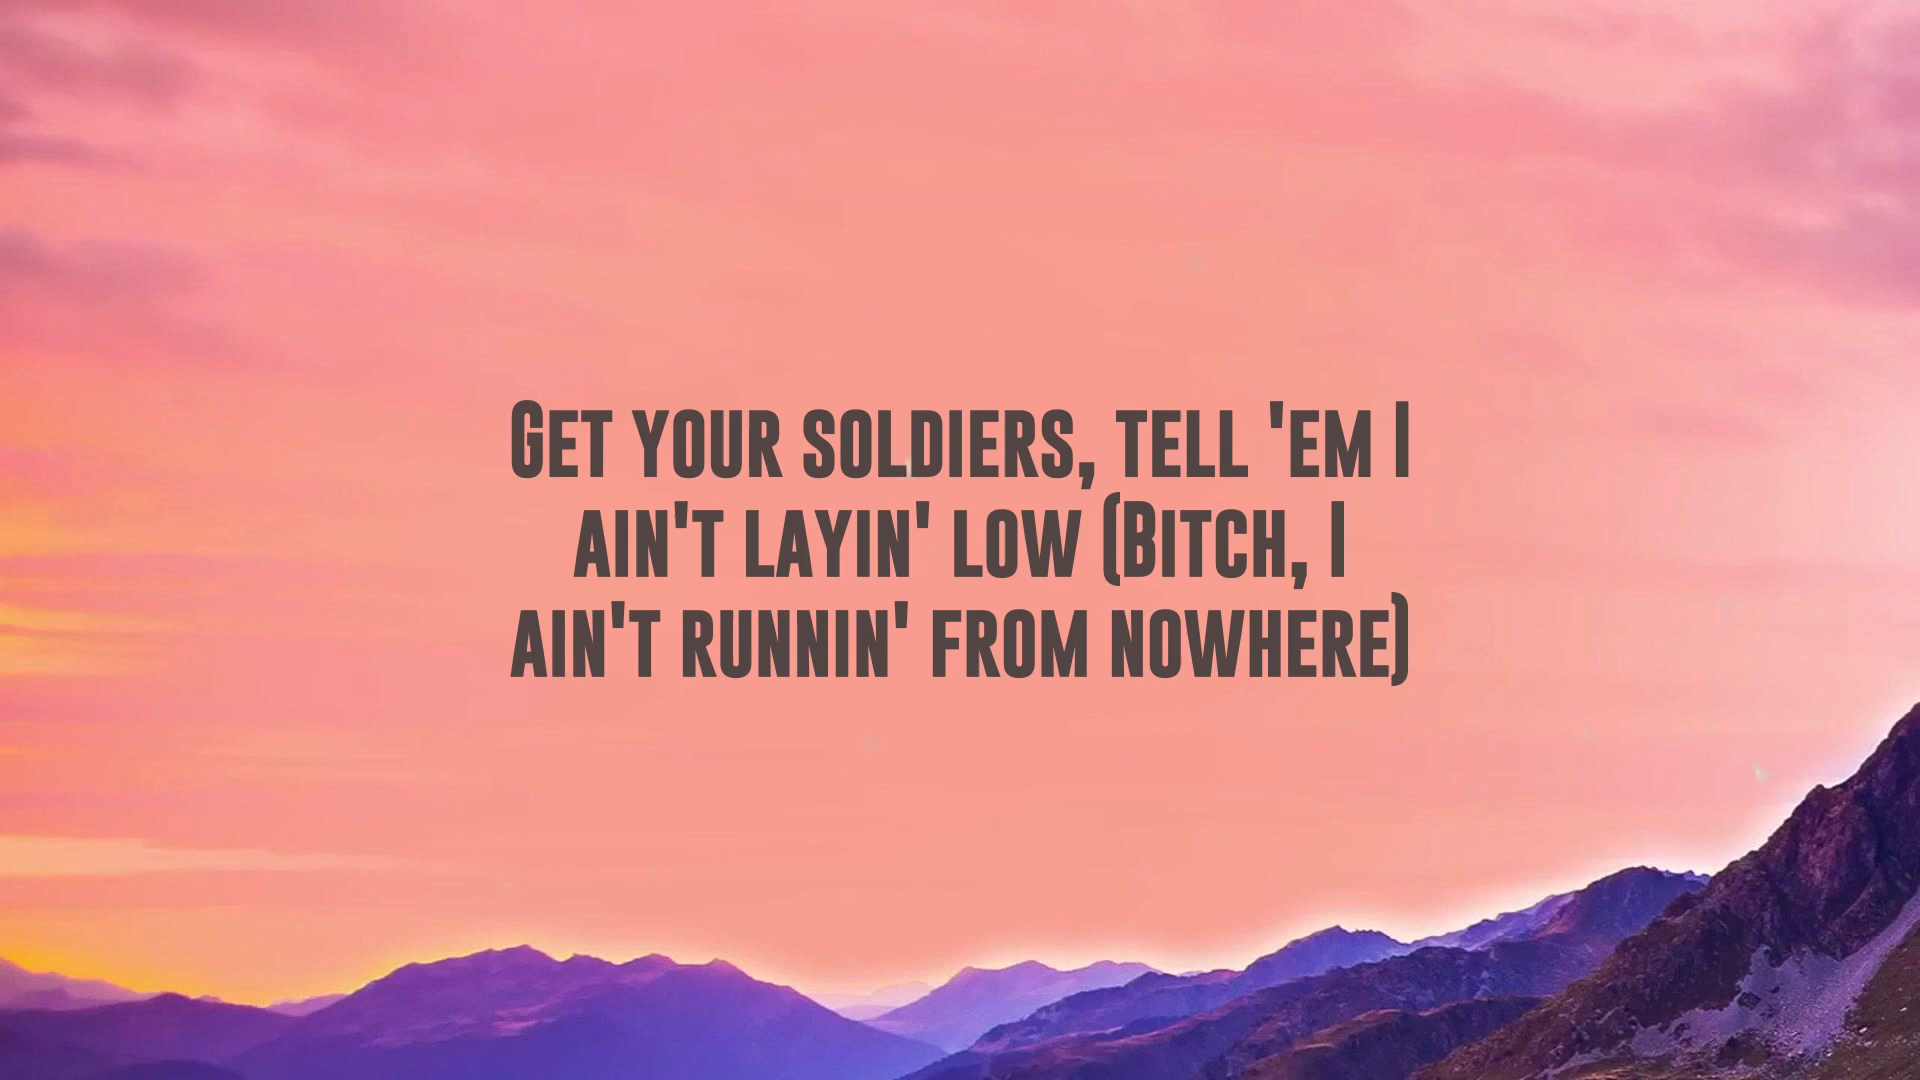 Get your soldiers, tell 'em I
ain't layin' low (Bitch, I
ain't runnin' from nowhere)